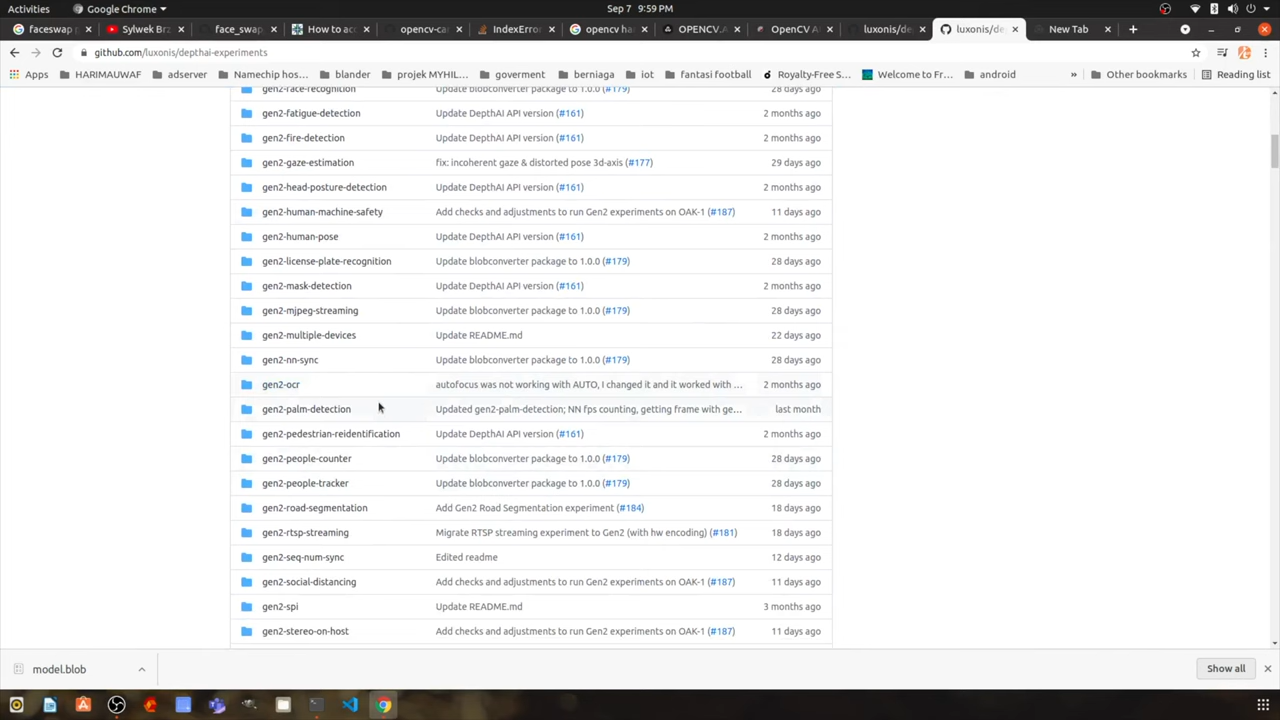 Activities
Google Chrome
Sep 7 9:59 PM
faceswap
Sylwek Brz
face_swap
How to acc
opencv-car
IndexError
opencv ha
OPENCV.A
OpenCV A
luxonis/dep
luxonis/de
New Tab
github.com/luxonis/depthai-experiments
Apps
HARIMAUWAF
adserver
Namechip hos...
blander
projek MYHIL...
goverment
berniaga
iot
fantasi football
Royalty-Free S...
Welcome to Fr...
android
»
Other bookmarks
Reading list
gen2-face-recognition Update blobconverter package to 1.0.0 (#179) 28 days ago
gen2-fatigue-detection Update DepthAI API version (#161) 2 months ago
gen2-fire-detection Update DepthAI API version (#161) 2 months ago
gen2-gaze-estimation fix: incoherent gaze & distorted pose 3d-axis (#177) 29 days ago
gen2-head-posture-detection Update DepthAI API version (#161) 2 months ago
gen2-human-machine-safety Add checks and adjustments to run Gen2 experiments on OAK-1 (#187) 11 days ago
gen2-human-pose Update DepthAI API version (#161) 2 months ago
gen2-license-plate-recognition Update blobconverter package to 1.0.0 (#179) 28 days ago
gen2-mask-detection Update DepthAI API version (#161) 2 months ago
gen2-mjpeg-streaming Update blobconverter package to 1.0.0 (#179) 28 days ago
gen2-multiple-devices Update README.md 22 days ago
gen2-nn-sync Update blobconverter package to 1.0.0 (#179) 28 days ago
gen2-ocr autofocus was not working with AUTO, I changed it and it worked with ... 2 months ago
gen2-palm-detection Updated gen2-palm-detection; NN fps counting, getting frame with ge... last month
gen2-pedestrian-reidentification Update DepthAI API version (#161) 2 months ago
gen2-people-counter Update blobconverter package to 1.0.0 (#179) 28 days ago
gen2-people-tracker Update blobconverter package to 1.0.0 (#179) 28 days ago
gen2-road-segmentation Add Gen2 Road Segmentation experiment (#184) 18 days ago
gen2-rtsp-streaming Migrate RTSP streaming experiment to Gen2 (with hw encoding) (#181) 18 days ago
gen2-seq-num-sync Edited readme 12 days ago
gen2-social-distancing Add checks and adjustments to run Gen2 experiments on OAK-1 (#187) 11 days ago
gen2-spi Update README.md 3 months ago
gen2-stereo-on-host Add checks and adjustments to run Gen2 experiments on OAK-1 (#187) 11 days ago
model.blob
Show all